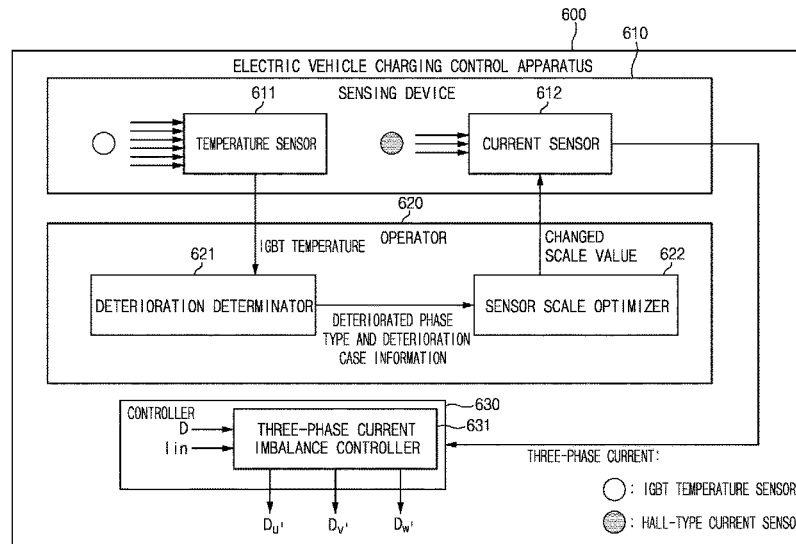 600
ELECTRIC VEHICLE CHARGING CONTROL APPARATUS
610
SENSING DEVICE
611
TEMPERATURE SENSOR
612
CURRENT SENSOR
620
OPERATOR
IGBT TEMPERATURE
CHANGED
SCALE VALUE
621
DETERIORATION DETERMINATOR
622
SENSOR SCALE OPTIMIZER
DETERIORATED PHASE
TYPE AND DETERIORATION
CASE INFORMATION
630
CONTROLLER
631
D
Iin
THREE-PHASE CURRENT
IMBALANCE CONTROLLER
THREE-PHASE CURRENT:
Du'
Dv'
Dw'
: IGBT TEMPERATURE SENSOR
: HALL-TYPE CURRENT SENSO